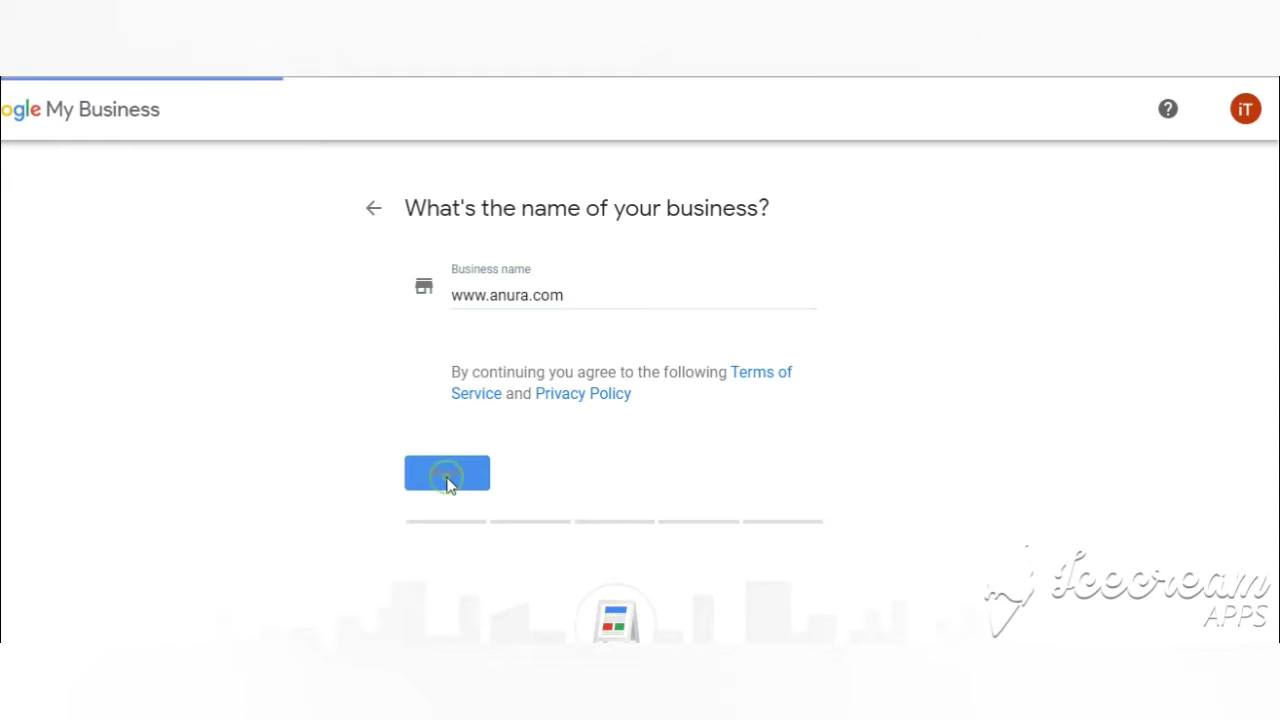 ogle My Business
iT
What's the name of your business?
Business name
www.anura.com
By continuing you agree to the following Terms of
Service and Privacy Policy
Icecream
APPS